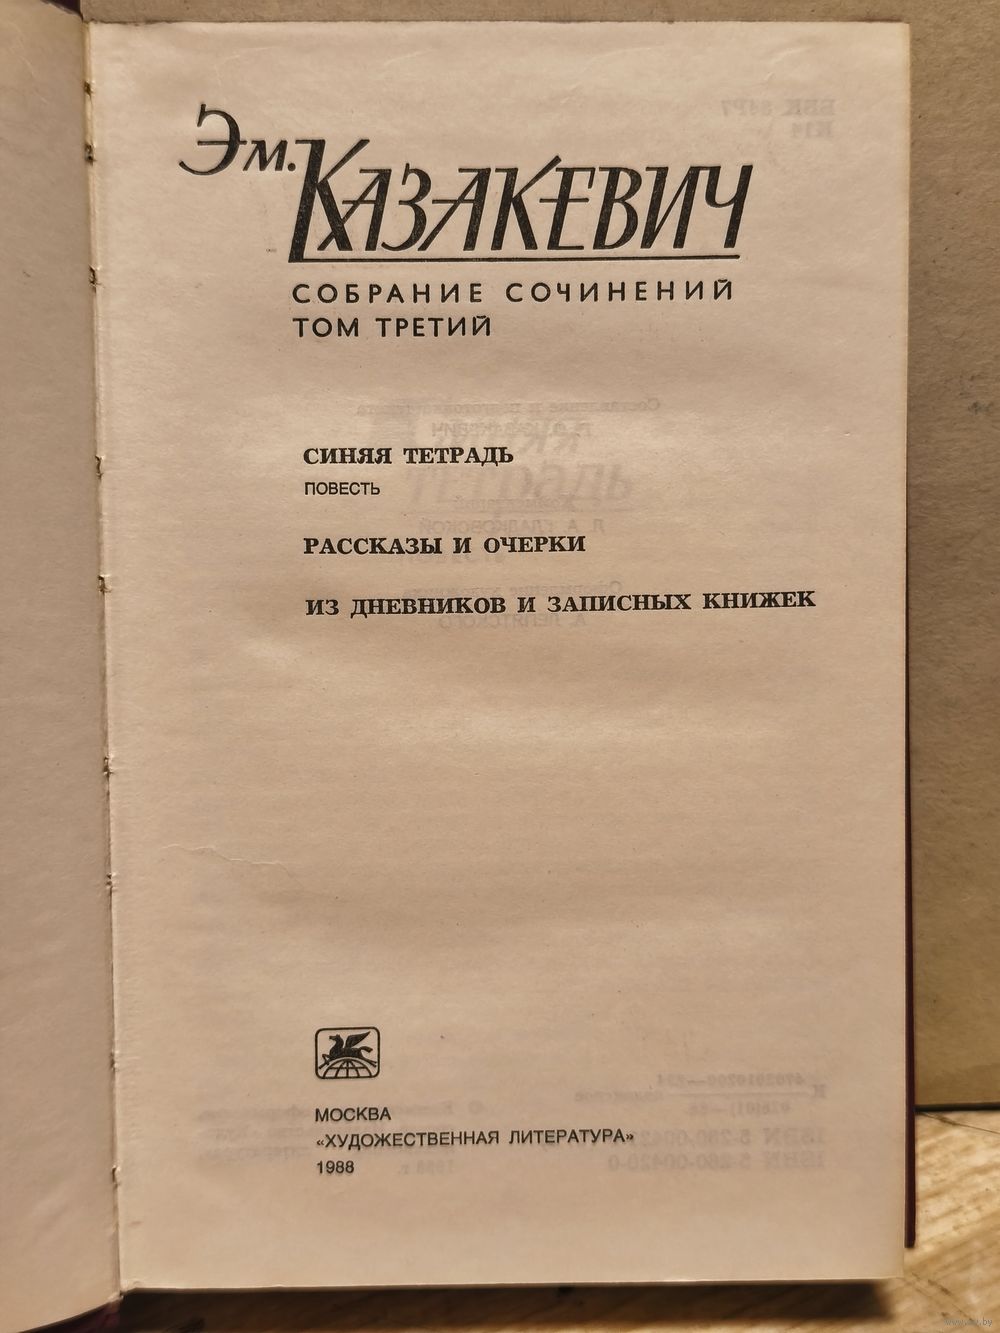 Эм. КАЗАКЕВИЧ
СОБРАНИЕ СОЧИНЕНИЙ
ТОМ ТРЕТИЙ
СИНЯЯ ТЕТРАДЬ
ПОВЕСТЬ
РАССКАЗЫ И ОЧЕРКИ
ИЗ ДНЕВНИКОВ И ЗАПИСНЫХ КНИЖЕК
МОСКВА
«ХУДОЖЕСТВЕННАЯ ЛИТЕРАТУРА»
1988